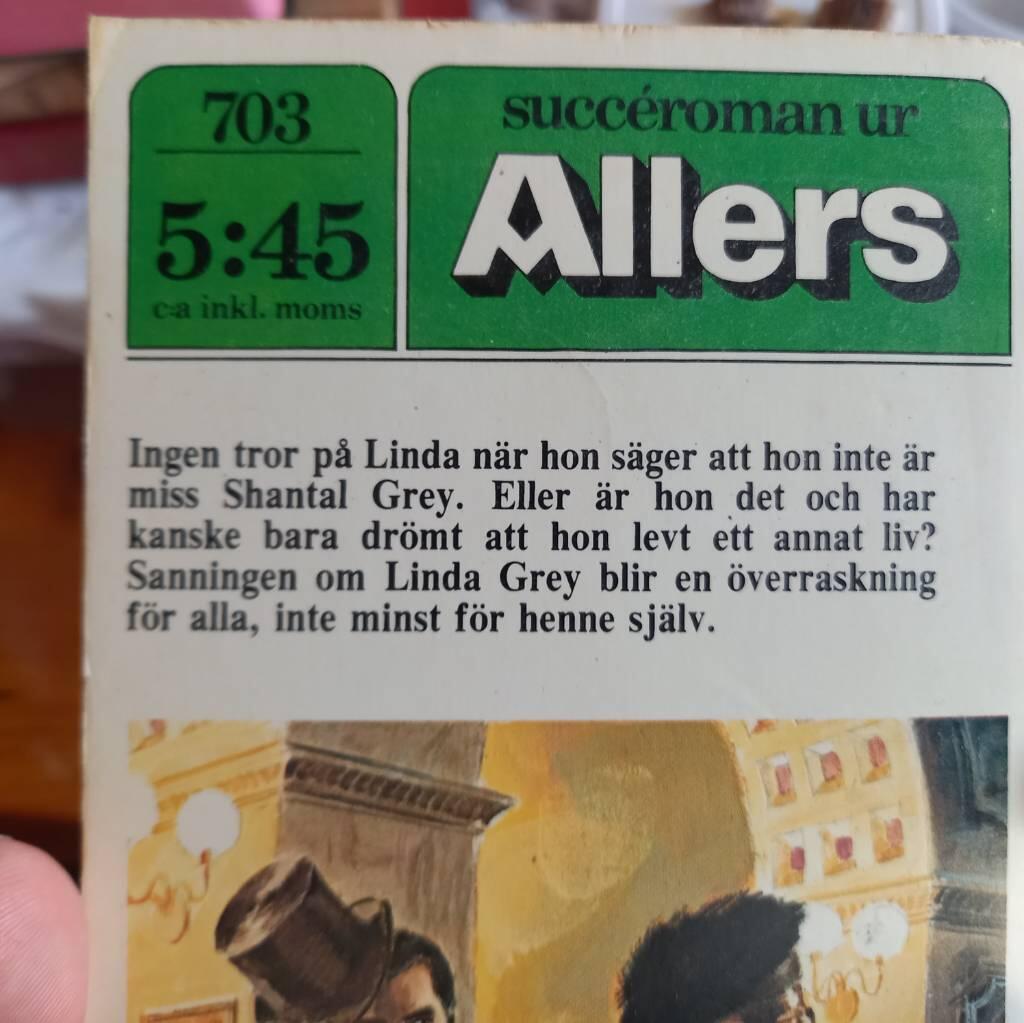 703
5:45
c:a inkl. moms
succéroman ur
Allers
Ingen tror på Linda när hon säger att hon inte är
miss Shantal Grey. Eller är hon det och har
kanske bara drömt att hon levt ett annat liv?
Sanningen om Linda Grey blir en överraskning
för alla, inte minst för henne själv.